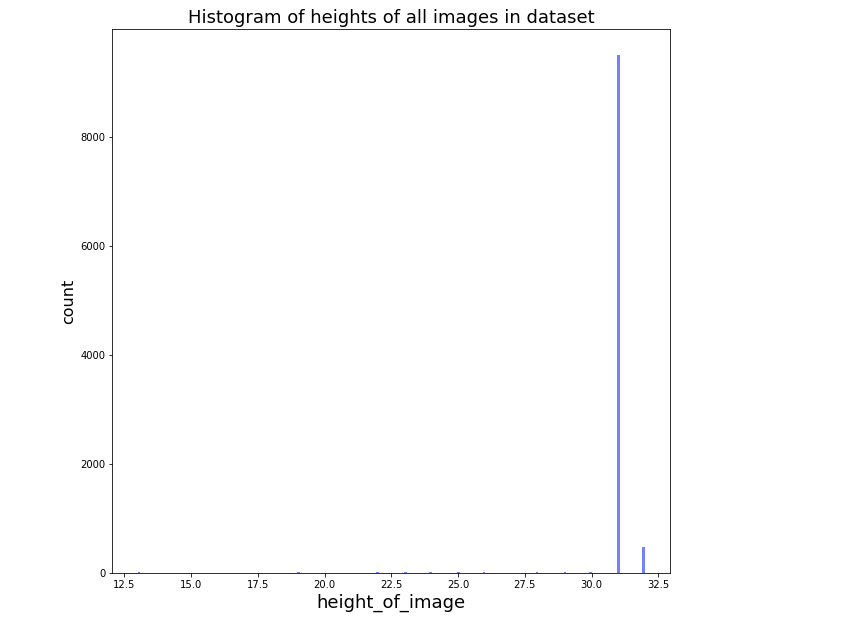 Histogram of heights of all images in dataset
count
8000
6000
4000
2000
0
12.5 15.0 17.5 20.0 22.5 25.0 27.5 30.0 32.5
height_of_image